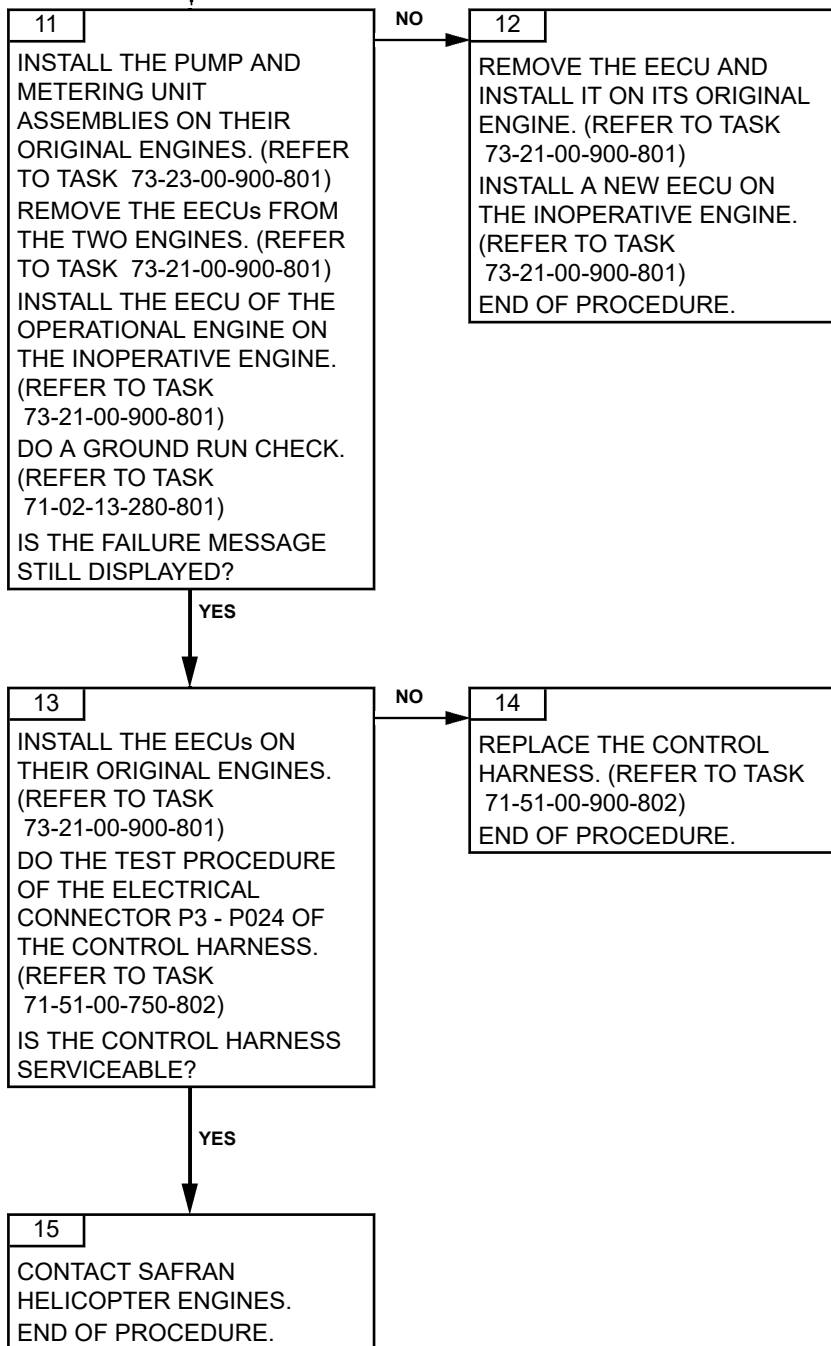 11
INSTALL THE PUMP AND
METERING UNIT
ASSEMBLIES ON THEIR
ORIGINAL ENGINES. (REFER
TO TASK 73-23-00-900-801)
REMOVE THE EECUs FROM
THE TWO ENGINES. (REFER
TO TASK 73-21-00-900-801)
INSTALL THE EECU OF THE
OPERATIONAL ENGINE ON
THE INOPERATIVE ENGINE.
(REFER TO TASK
73-21-00-900-801)
DO A GROUND RUN CHECK.
(REFER TO TASK
71-02-13-280-801)
IS THE FAILURE MESSAGE
STILL DISPLAYED?
NO
12
REMOVE THE EECU AND
INSTALL IT ON ITS ORIGINAL
ENGINE. (REFER TO TASK
73-21-00-900-801)
INSTALL A NEW EECU ON
THE INOPERATIVE ENGINE.
(REFER TO TASK
73-21-00-900-801)
END OF PROCEDURE.
YES
13
INSTALL THE EECUs ON
THEIR ORIGINAL ENGINES.
(REFER TO TASK
73-21-00-900-801)
DO THE TEST PROCEDURE
OF THE ELECTRICAL
CONNECTOR P3 - P024 OF
THE CONTROL HARNESS.
(REFER TO TASK
71-51-00-750-802)
IS THE CONTROL HARNESS
SERVICEABLE?
NO
14
REPLACE THE CONTROL
HARNESS. (REFER TO TASK
71-51-00-900-802)
END OF PROCEDURE.
YES
15
CONTACT SAFRAN
HELICOPTER ENGINES.
END OF PROCEDURE.